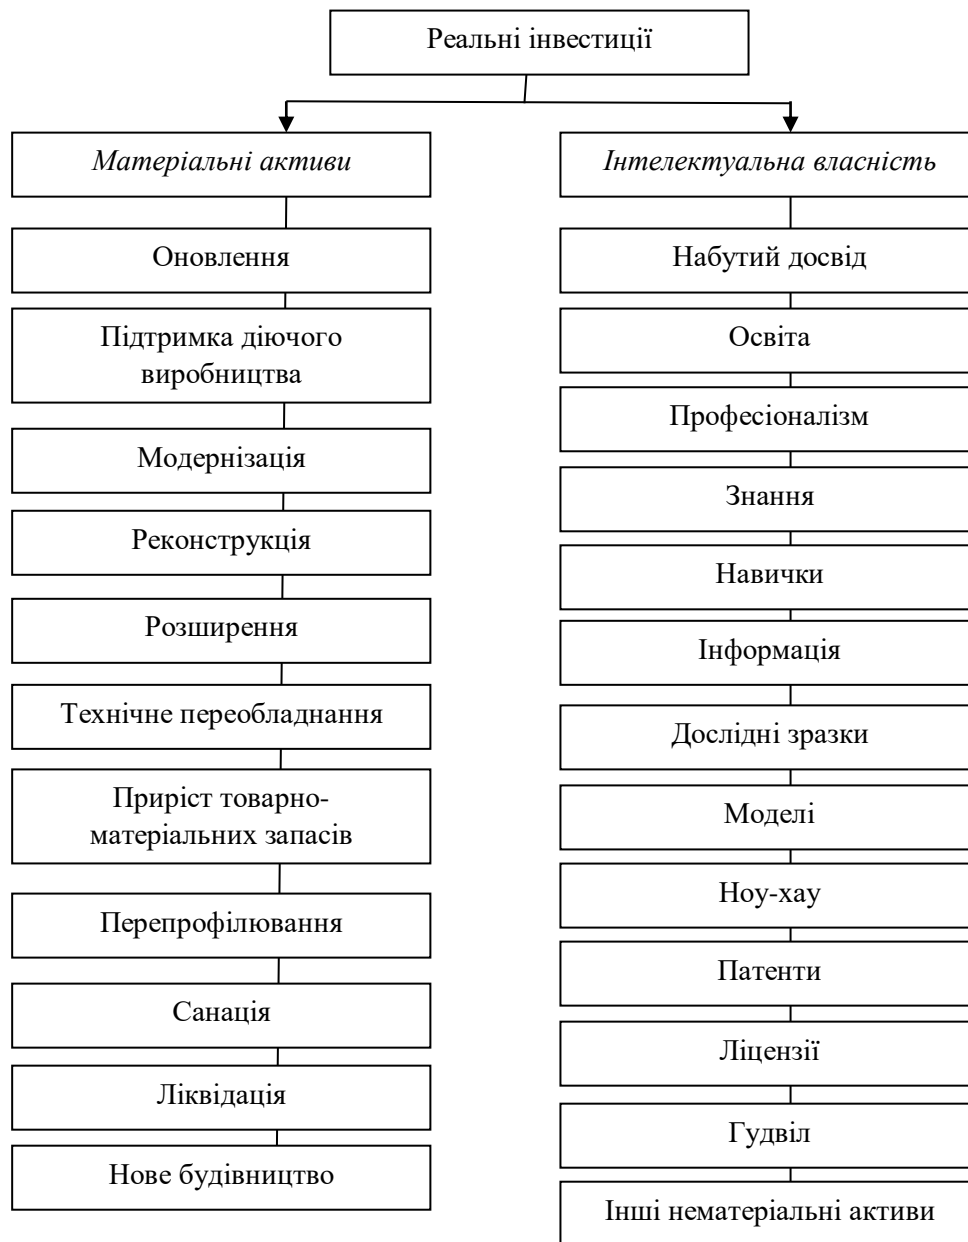 Реальні інвестиції
Матеріальні активи
Оновлення
Підтримка діючого
виробництва
Модернізація
Реконструкція
Розширення
Технічне переобладнання
Приріст товарно-
матеріальних запасів
Перепрофілювання
Санація
Ліквідація
Нове будівництво
Інтелектуальна власність
Набутий досвід
Освіта
Професіоналізм
Знання
Навички
Інформація
Дослідні зразки
Моделі
Ноу-хау
Патенти
Ліцензії
Гудвіл
Інші нематеріальні активи